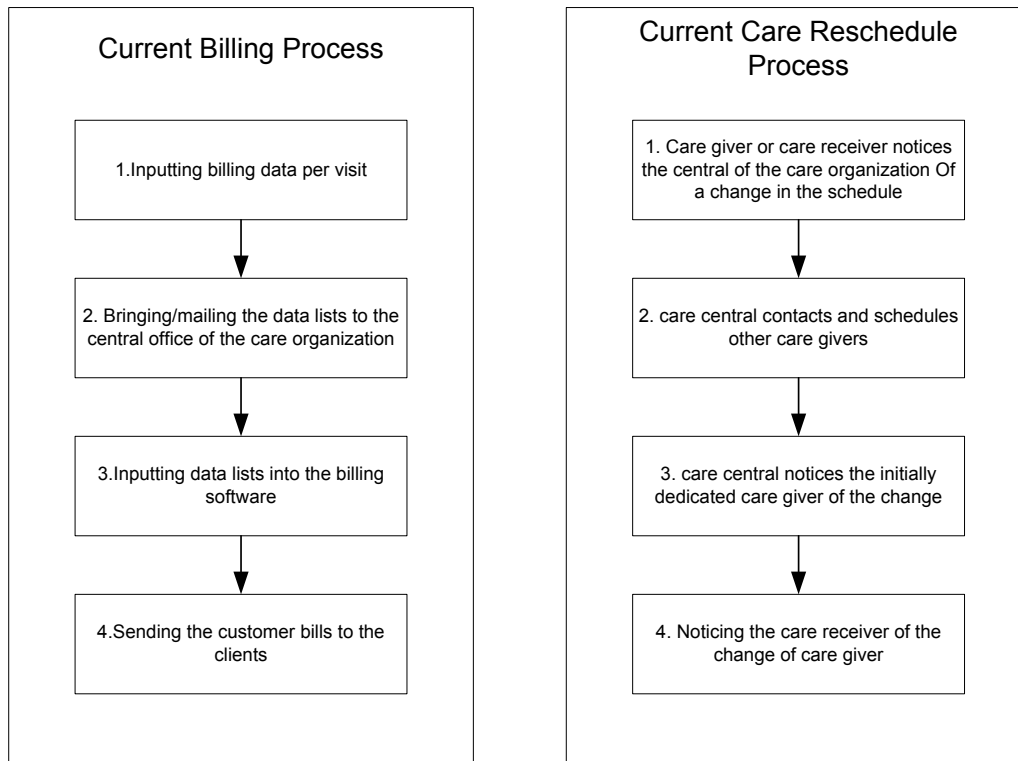 Current Billing Process
1.Inputting billing data per visit
2. Bringing/mailing the data lists to the
central office of the care organization
3.Inputting data lists into the billing
software
4.Sending the customer bills to the
clients
Current Care Reschedule
Process
1. Care giver or care receiver notices
the central of the care organization Of
a change in the schedule
2. care central contacts and schedules
other care givers
3. care central notices the initially
dedicated care giver of the change
4. Noticing the care receiver of the
change of care giver